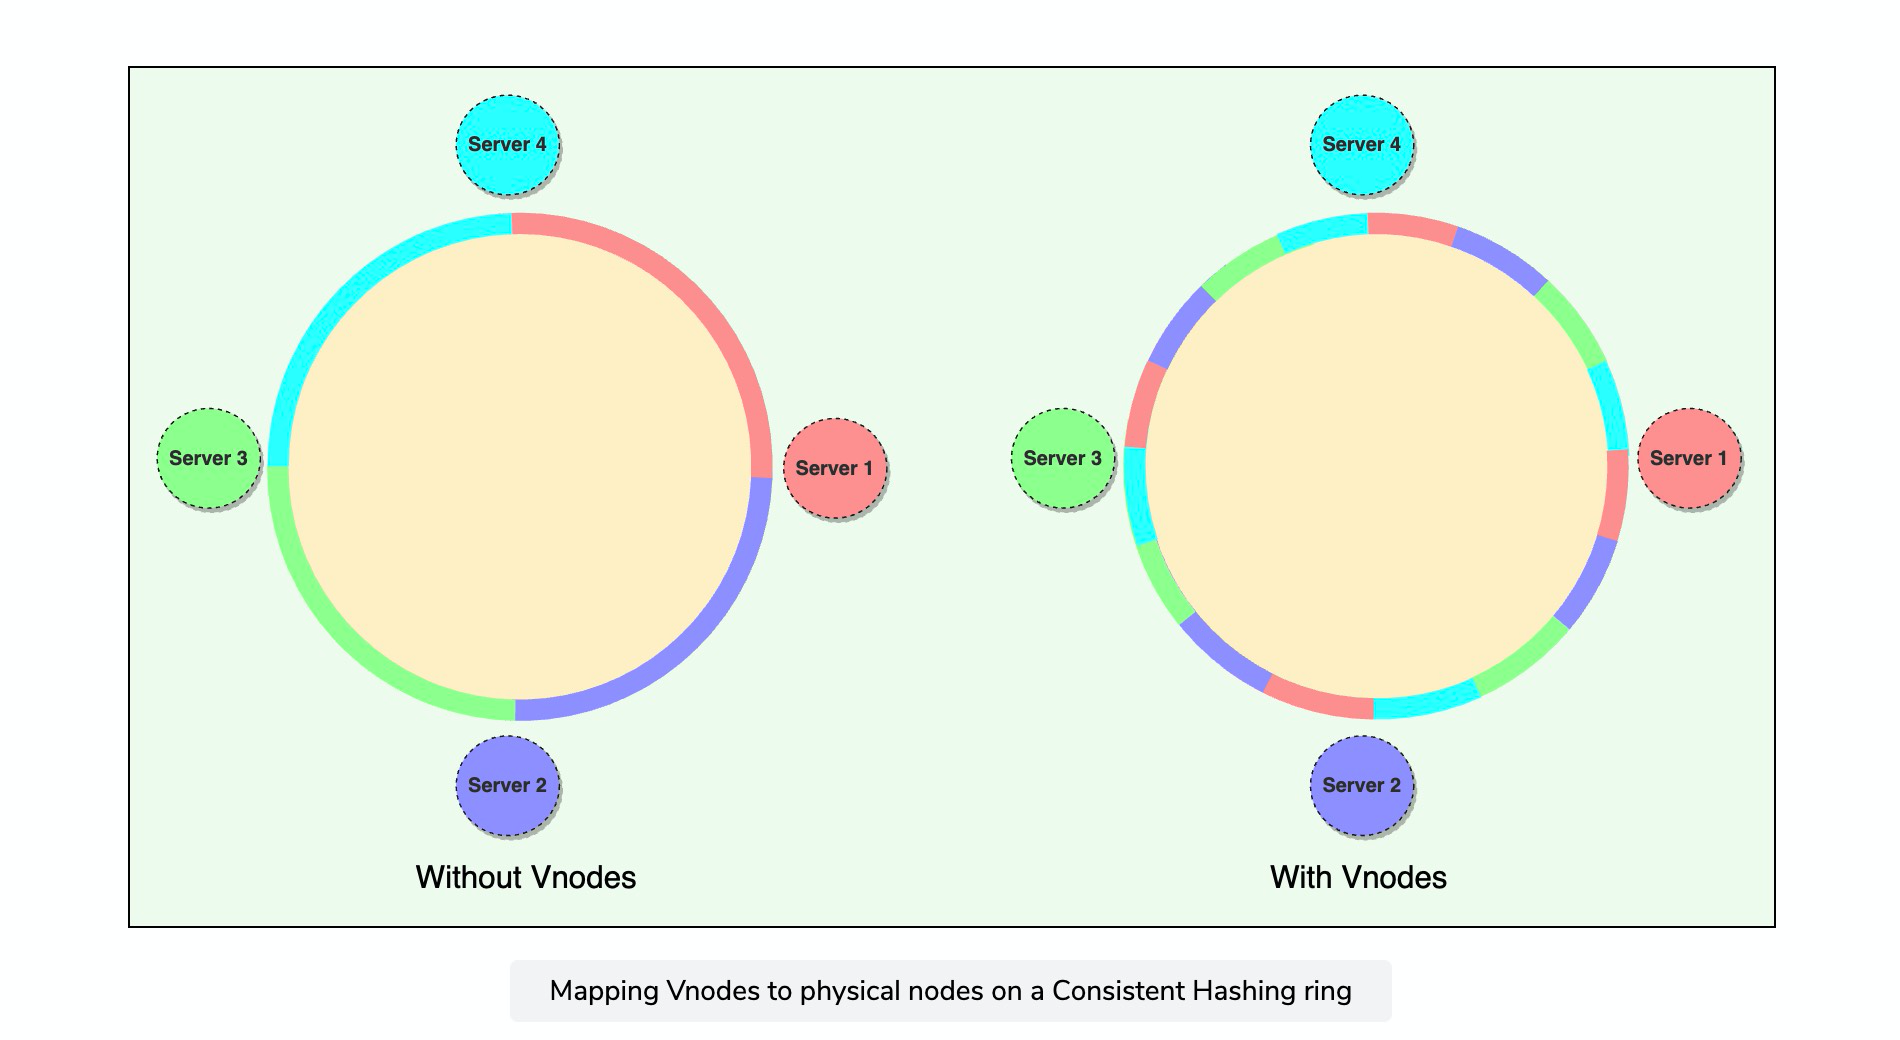 Server 4
Server 3
Server 1
Server 2
Without Vnodes
Server 4
Server 3
Server 1
Server 2
With Vnodes
Mapping Vnodes to physical nodes on a Consistent Hashing ring